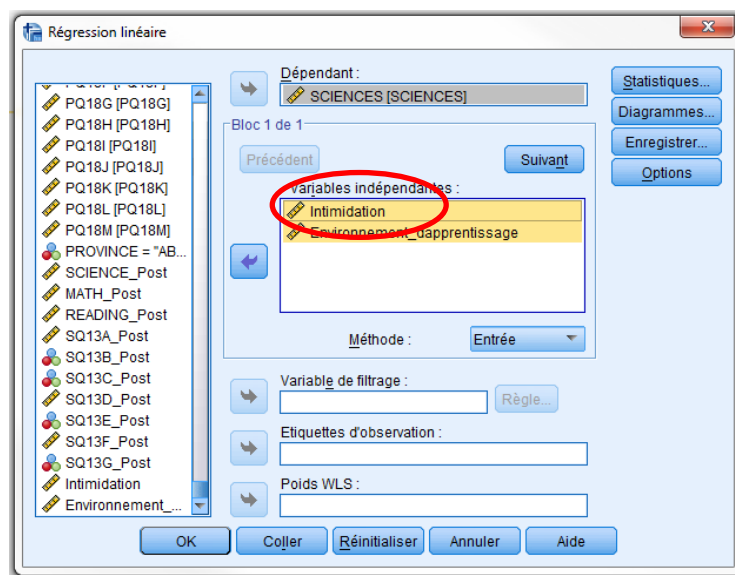 Régression linéaire
PQ18G [PQ18G]
PQ18H [PQ18H]
PQ18I [PQ18I]
PQ18J [PQ18J]
PQ18K [PQ18K]
PQ18L [PQ18L]
PQ18M [PQ18M]
PROVINCE = "AB...
SCIENCE_Post
MATH_Post
READING_Post
SQ13A_Post
SQ13B_Post
SQ13C_Post
SQ13D_Post
SQ13E_Post
SQ13F_Post
SQ13G_Post
Intimidation
Environnement_...
Dépendant :
SCIENCES [SCIENCES]
Bloc 1 de 1
Précédent
Suivant
Variables indépendantes :
Intimidation
Environnement_dapprentissage
Méthode :
Entrée
Variable de filtrage :
Règle...
Etiquettes d'observation :
Poids WLS :
Statistiques...
Diagrammes...
Enregistrer...
Options
OK
Coller
Réinitialiser
Annuler
Aide